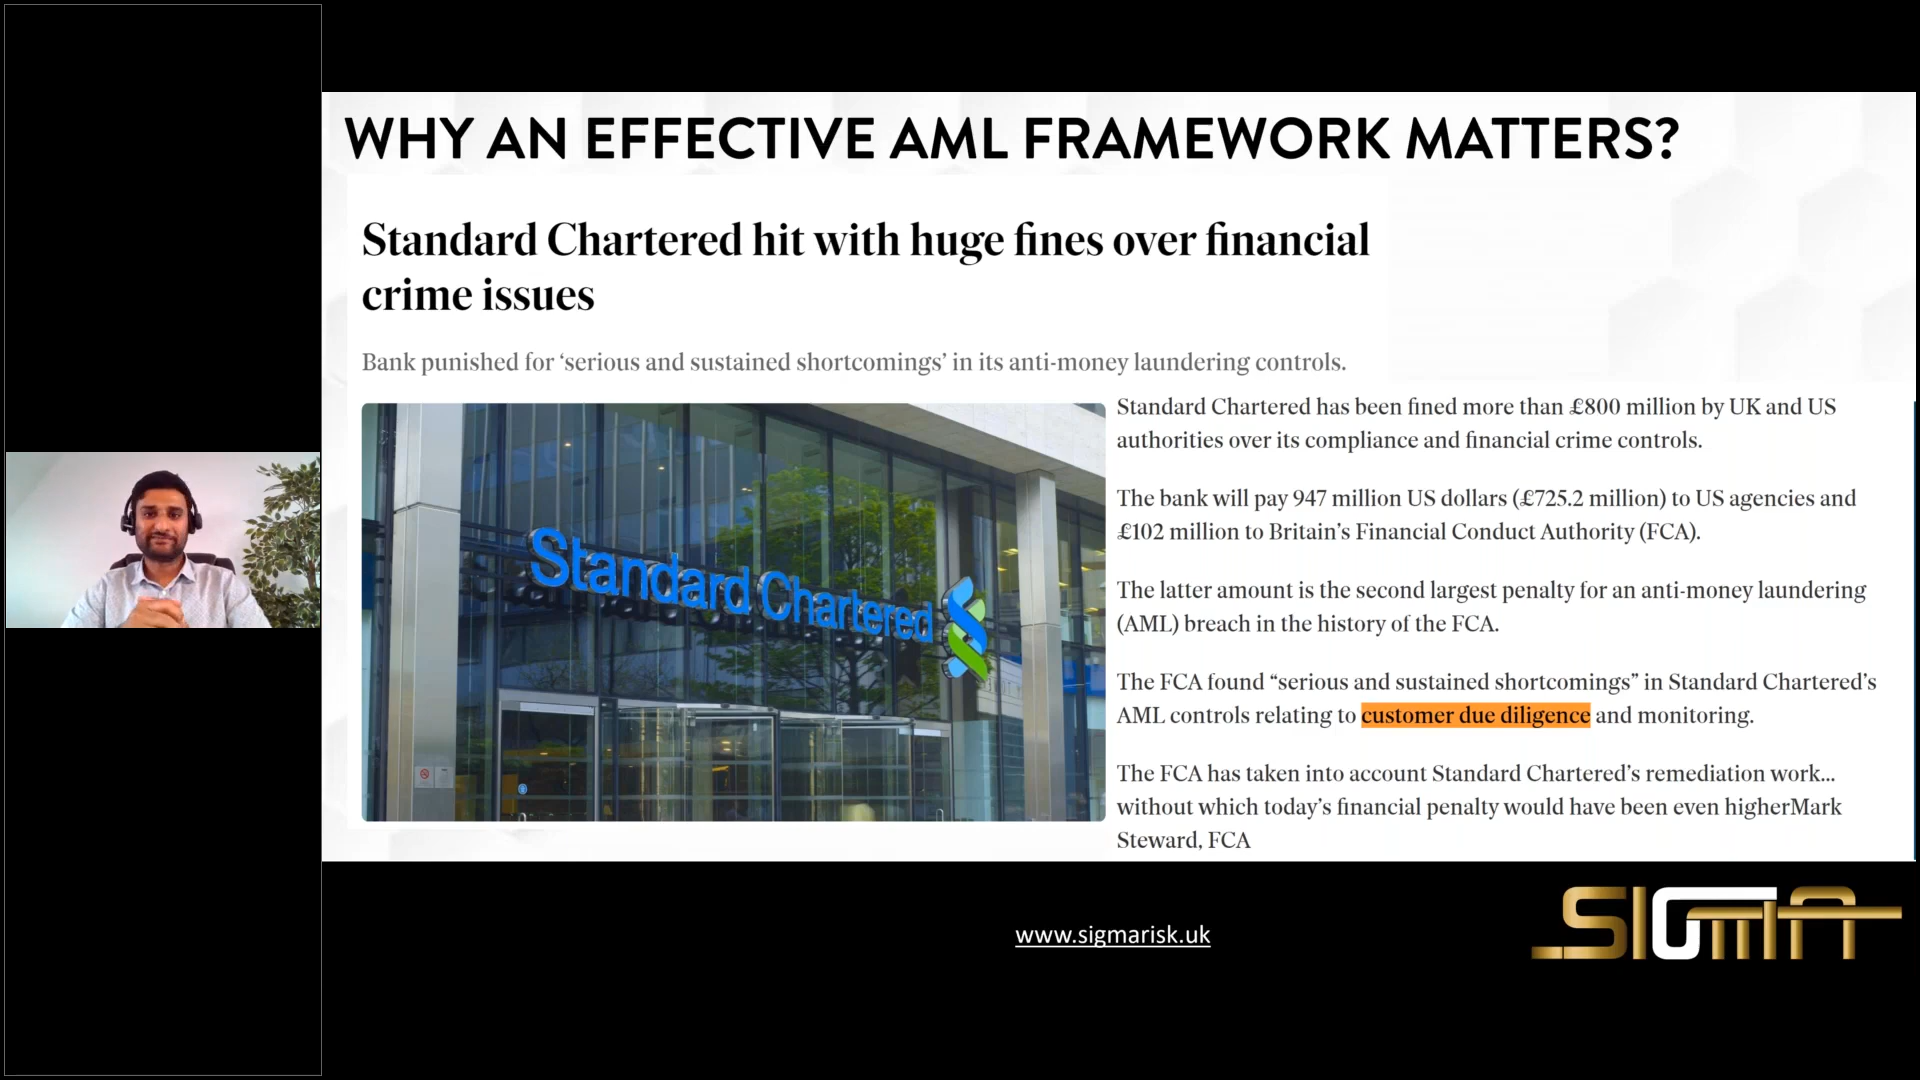 WHY AN EFFECTIVE AML FRAMEWORK MATTERS?
Standard Chartered hit with huge fines over financial
crime issues
Bank punished for ‘serious and sustained shortcomings’ in its anti-money laundering controls.
Standard Chartered
Standard Chartered has been fined more than £800 million by UK and US
authorities over its compliance and financial crime controls.
The bank will pay 947 million US dollars (£725.2 million) to US agencies and
£102 million to Britain’s Financial Conduct Authority (FCA).
The latter amount is the second largest penalty for an anti-money laundering
(AML) breach in the history of the FCA.
The FCA found “serious and sustained shortcomings” in Standard Chartered’s
AML controls relating to customer due diligence and monitoring.
The FCA has taken into account Standard Chartered’s remediation work...
without which today’s financial penalty would have been even higherMark
Steward, FCA
www.sigmarisk.uk
SIGMA